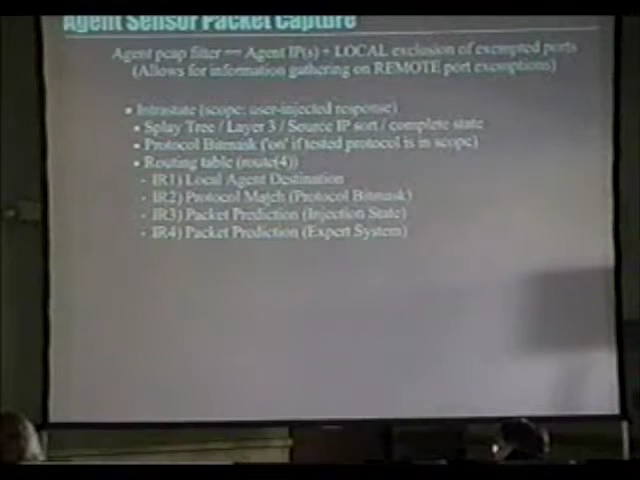 Agent Sensor Packet Capture
Agent pcap filter == Agent IP(s) + LOCAL exclusion of exempted ports
(Allows for information gathering on REMOTE port exemptions)
▪ Intrastate (scope: user-injected response)
▪ Splay Tree / Layer 3 / Source IP sort / complete state
▪ Protocol Bitmask ('on' if tested protocol is in scope)
▪ Routing table (route(4))
- IR1) Local Agent Destination
- IR2) Protocol Match (Protocol Bitmask)
- IR3) Packet Prediction (Injection State)
- IR4) Packet Prediction (Expert System)